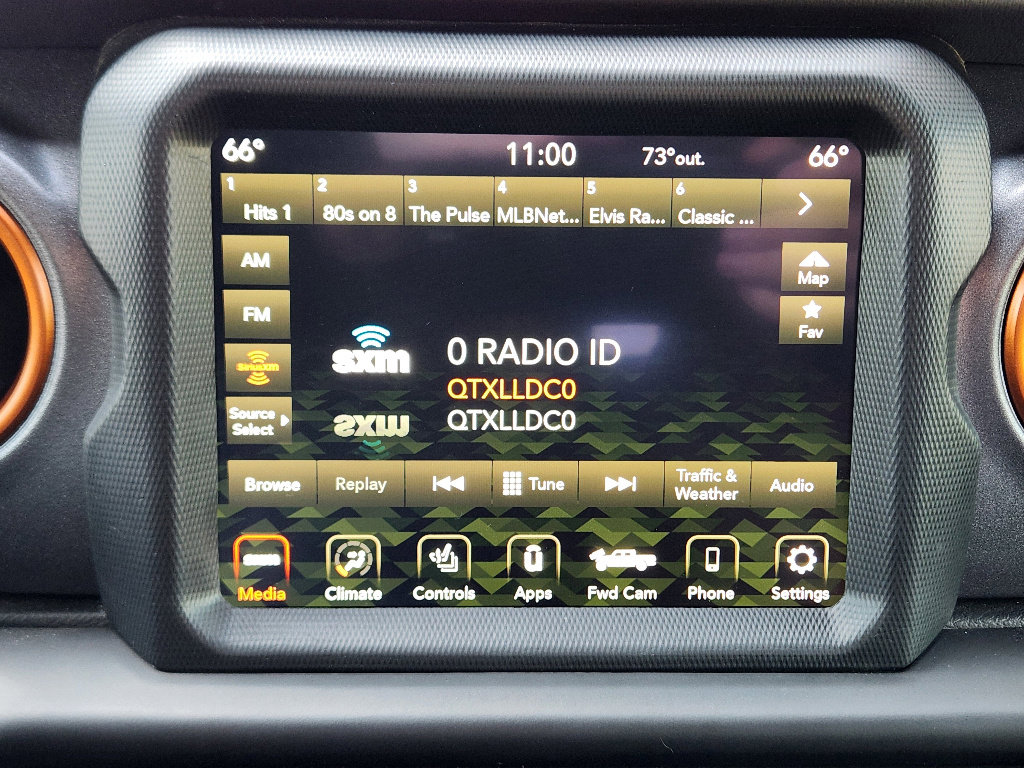 66° 11:00 73°out. 66°
1 2 3 4 5 6
Hits 1 80s on 8 The Pulse MLBNet... Elvis Ra... Classic ...
AM
Map
FM
Fav
SiriusXM
sxm 0 RADIO ID
QTXLLDC0
Source
Select
QTXLLDC0
Browse Replay Tune Traffic &
Weather Audio
sxm
Media Climate Controls Apps Fwd Cam Phone Settings